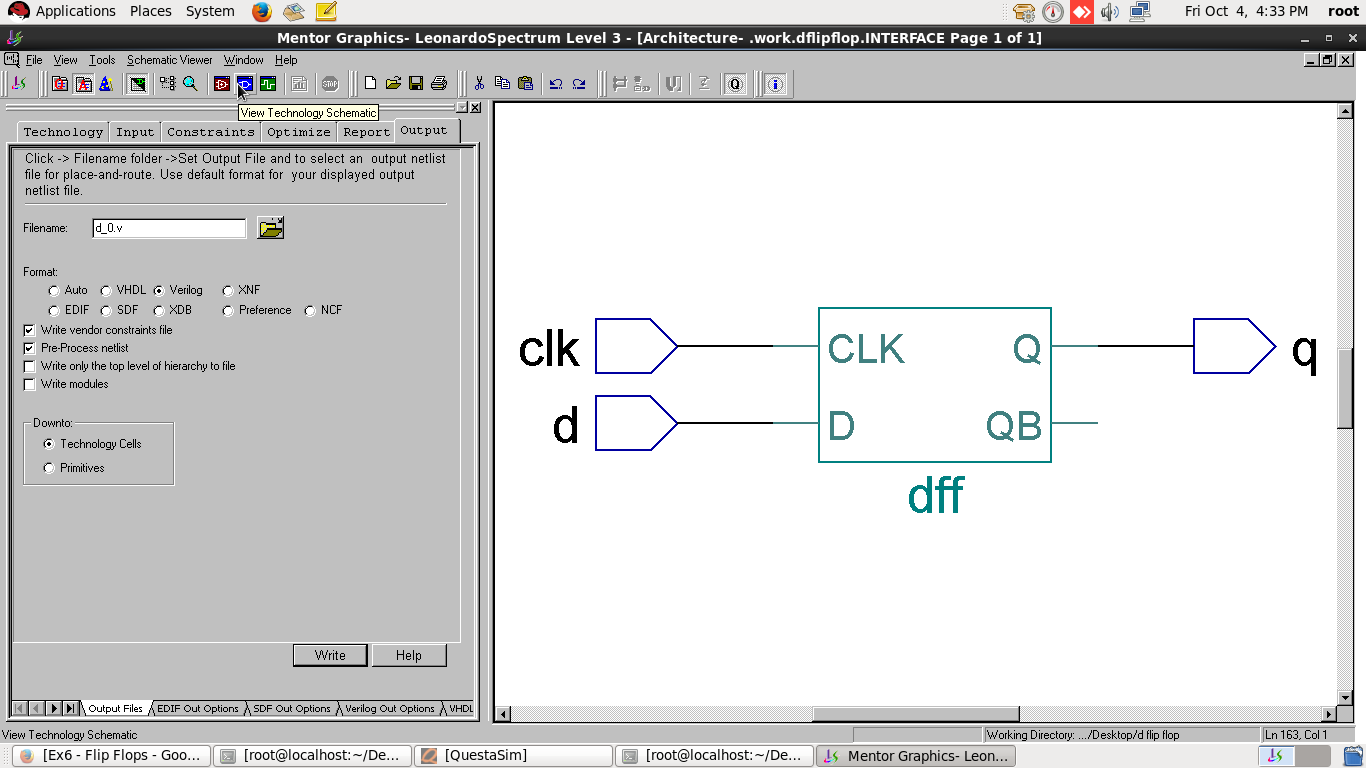 Applications Places System Fri Oct 4, 4:33 PM root
Mentor Graphics- LeonardoSpectrum Level 3 - [Architecture- .work.dflipflop.INTERFACE Page 1 of 1]
File View Tools Schematic Viewer Window Help
STOP Q
View Technology Schematic
Technology Input Constraints Optimize Report Output
Click -> Filename folder ->Set Output File and to select an output netlist
file for place-and-route. Use default format for your displayed output
netlist file.
Filename: d_0.v
Format:
Auto VHDL Verilog XNF
EDIF SDF XDB Preference NCF
Write vendor constraints file
Pre-Process netlist
Write only the top level of hierarchy to file
Write modules
Downto:
Technology Cells
Primitives
Write Help
Output Files EDIF Out Options SDF Out Options Verilog Out Options VHDL
clk CLK Q q
d D QB
dff
View Technology Schematic Working Directory: .../Desktop/d flip flop Ln 163, Col 1
[Ex6 - Flip Flops - Goo... [root@localhost:~/De... [QuestaSim] [root@localhost:~/De... Mentor Graphics- Leon...